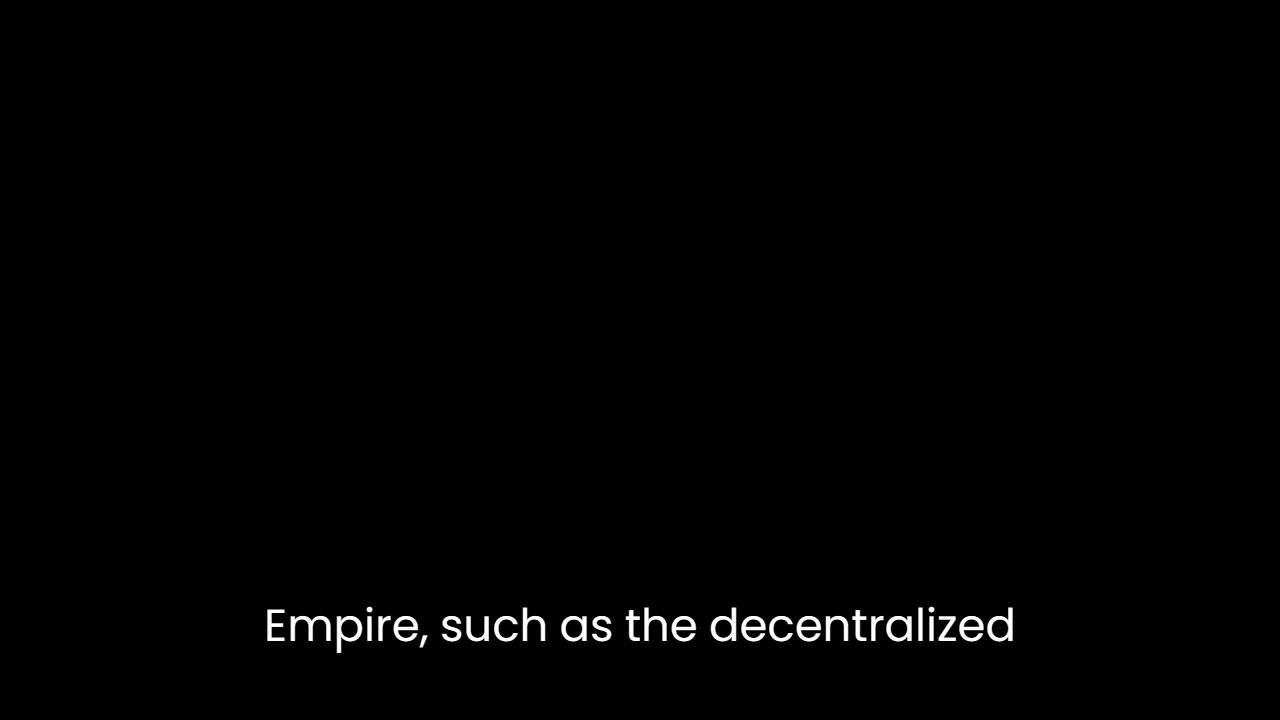 Empire, such as the decentralized